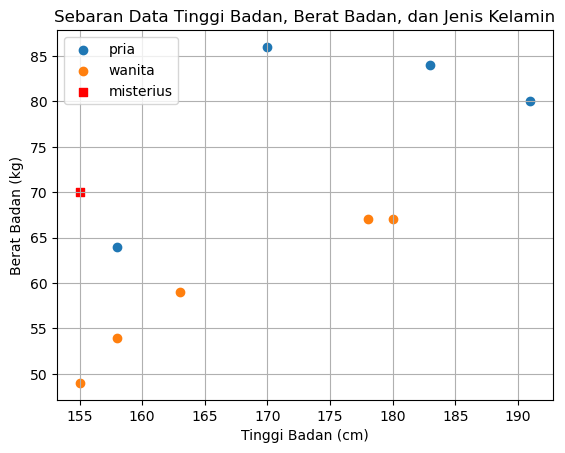 Sebaran Data Tinggi Badan, Berat Badan, dan Jenis Kelamin
pria
wanita
misterius
Berat Badan (kg)
85
80
75
70
65
60
55
50
155
160
165
170
175
180
185
190
Tinggi Badan (cm)